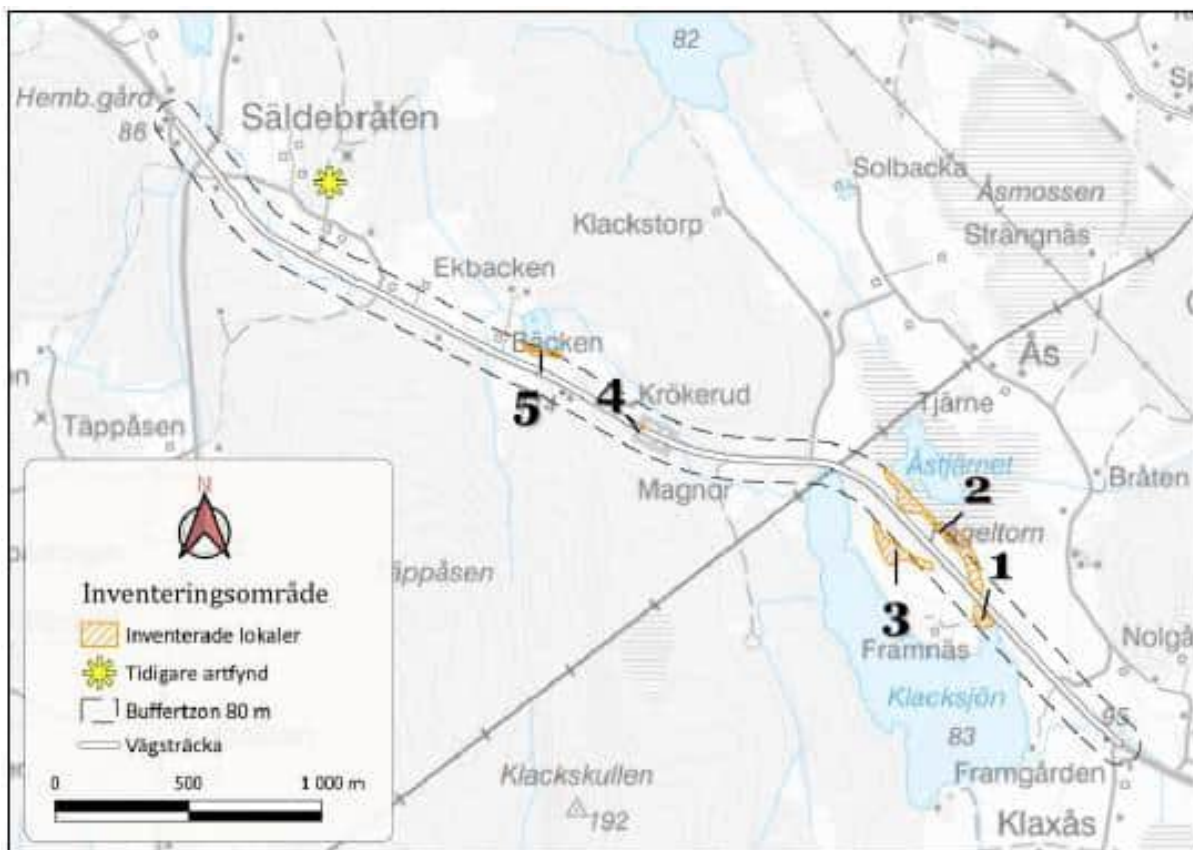 82
Hemb.gård
86
Säldebråten
Solbacka
Åsmossen
Klackstorp
Strängnäs
Ekbacken
Bäcken
Ås
5
4
Krökerud
Tjärne
Täppåsen
Åstjärnet
Bråten
Magnor
2
Fågeltorn
1
3
Framnäs
Nolgå
Klacksjön
95
83
Klackskullen
192
Framgården
Klaxås
N
Inventeringsområde
Inventerade lokaler
Tidigare artfynd
Buffertzon 80 m
Vägsträcka
0 500 1 000 m